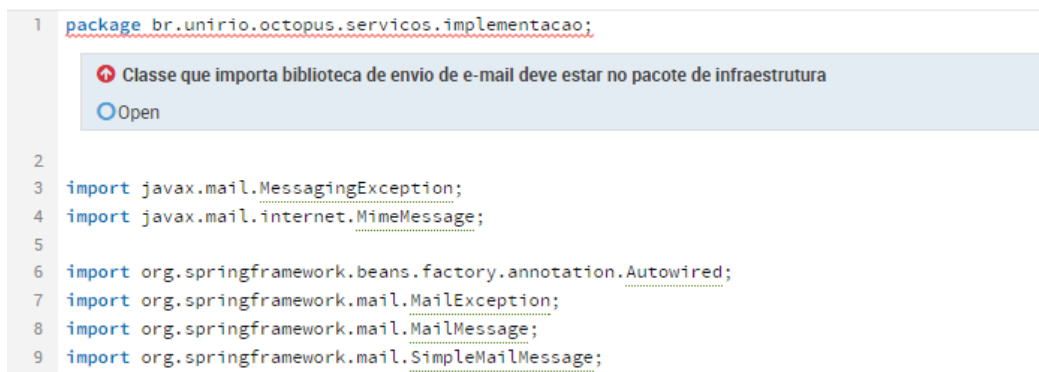 1 package br.unirio.octopus.servicos.implementacao;
Classe que importa biblioteca de envio de e-mail deve estar no pacote de infraestrutura
Open
2
3 import javax.mail.MessagingException;
4 import javax.mail.internet.MimeMessage;
5
6 import org.springframework.beans.factory.annotation.Autowired;
7 import org.springframework.mail.MailException;
8 import org.springframework.mail.MailMessage;
9 import org.springframework.mail.SimpleMailMessage;